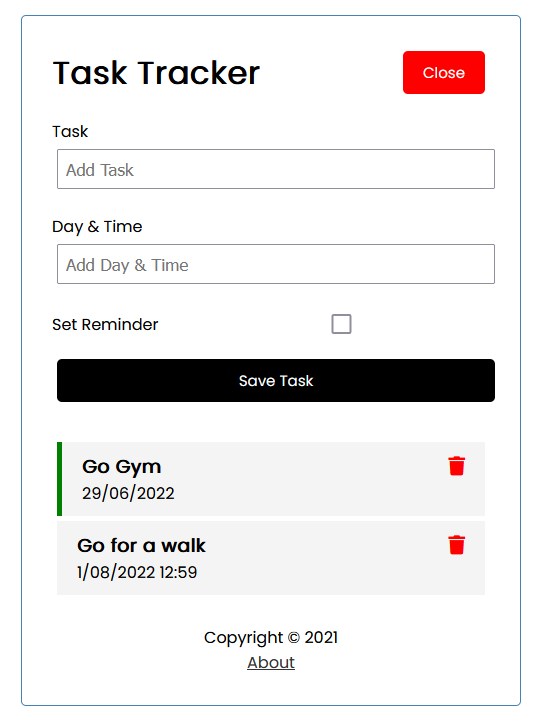 Task Tracker
Close
Task
Add Task
Day & Time
Add Day & Time
Set Reminder
Save Task
Go Gym
29/06/2022
Go for a walk
1/08/2022 12:59
Copyright © 2021
About